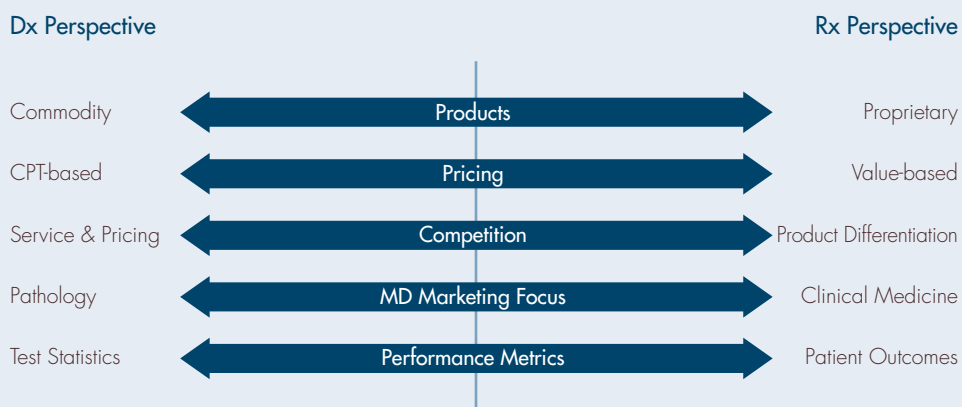 Dx Perspective Rx Perspective
Commodity Products Proprietary
CPT-based Pricing Value-based
Service & Pricing Competition Product Differentiation
Pathology MD Marketing Focus Clinical Medicine
Test Statistics Performance Metrics Patient Outcomes